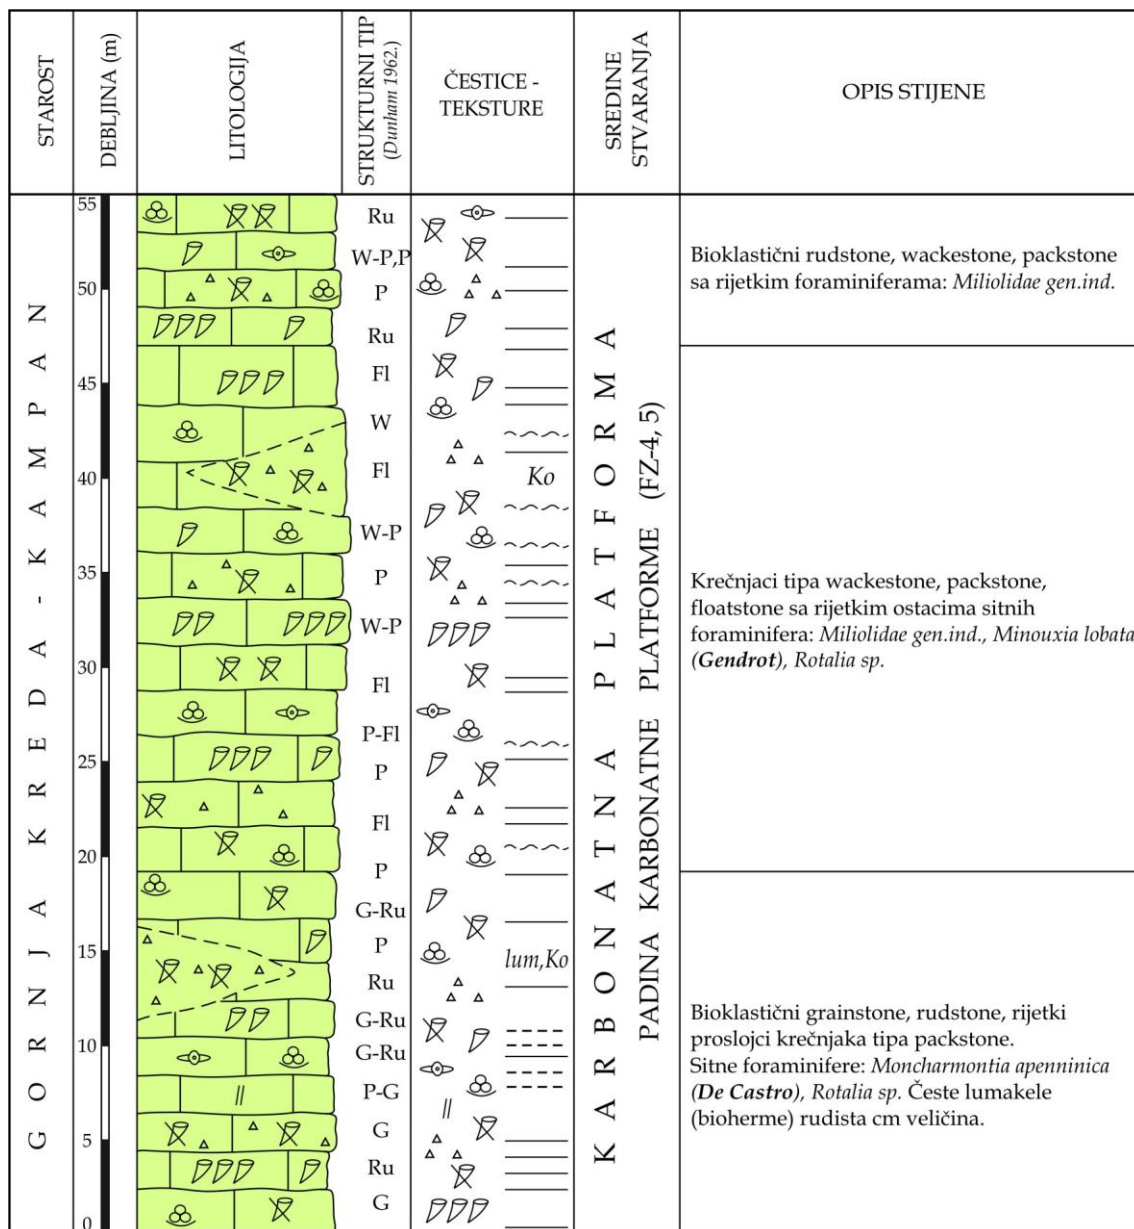 STAROST
DEBLJINA (m)
LITOLOGIJA
STRUKTURNI TIP
(Dunham 1962.)
ČESTICE -
TEKSTURE
SREDINE
STVARANJA
OPIS STIJENE
GORNJA KREDA - KAMPAN
55
50
45
40
35
30
25
20
15
10
5
0
Ru
W-P,P
P
Ru
Fl
W
Fl
W-P
P
W-P
Fl
P-Fl
P
Fl
P
G-Ru
P
Ru
G-Ru
G-Ru
P-G
G
Ru
G
Ko
lum,Ko
KARBONATNA PLATFORMA
PADINA KARBONATNE PLATFORME (FZ-4, 5)
Bioklastični rudstone, wackestone, packstone
sa rijetkim foraminiferama: Miliolidae gen.ind.
Krečnjaci tipa wackestone, packstone,
floatstone sa rijetkim ostacima sitnih
foraminifera: Miliolidae gen.ind., Minouxia lobata
(Gendrot), Rotalia sp.
Bioklastični grainstone, rudstone, rijetki
proslojci krečnjaka tipa packstone.
Sitne foraminifere: Moncharmontia apenninica
(De Castro), Rotalia sp. Česte lumakele
(bioherme) rudista cm veličina.